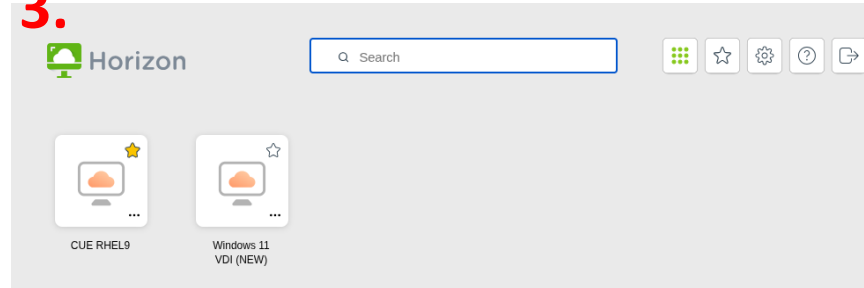 3.
Horizon
Search
CUE RHEL9
Windows 11
VDI (NEW)